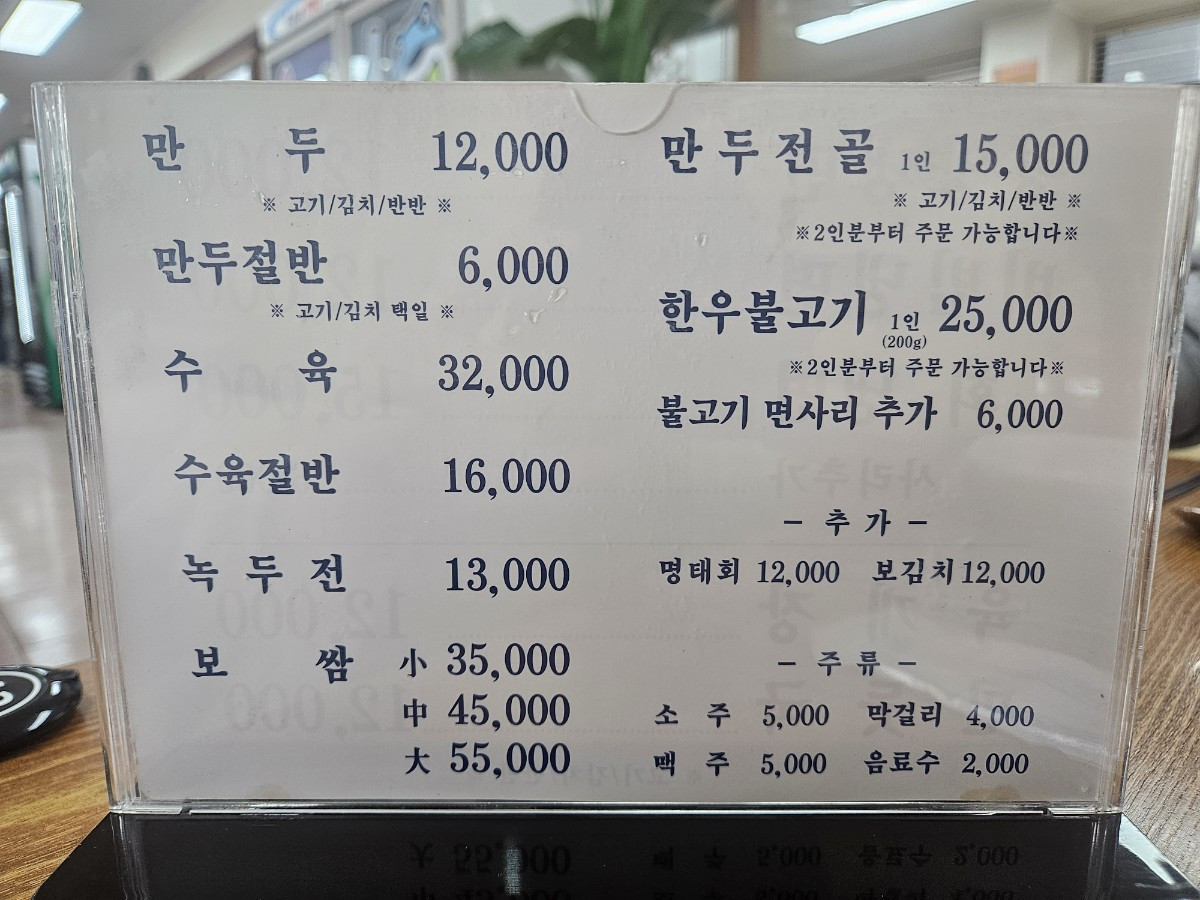 만 두 12,000
※ 고기/김치/반반 ※
만두절반 6,000
※ 고기/김치 택일 ※
수 육 32,000
수육절반 16,000
녹 두 전 13,000
보 쌈 小 35,000
中 45,000
大 55,000
만 두 전 골 1인 15,000
※ 고기/김치/반반 ※
※2인분부터 주문 가능합니다※
한우불고기 1인 25,000
(200g)
※2인분부터 주문 가능합니다※
불고기 면사리 추가 6,000
- 추 가 -
명태회 12,000 보김치 12,000
- 주 류 -
소 주 5,000 막걸리 4,000
맥 주 5,000 음료수 2,000